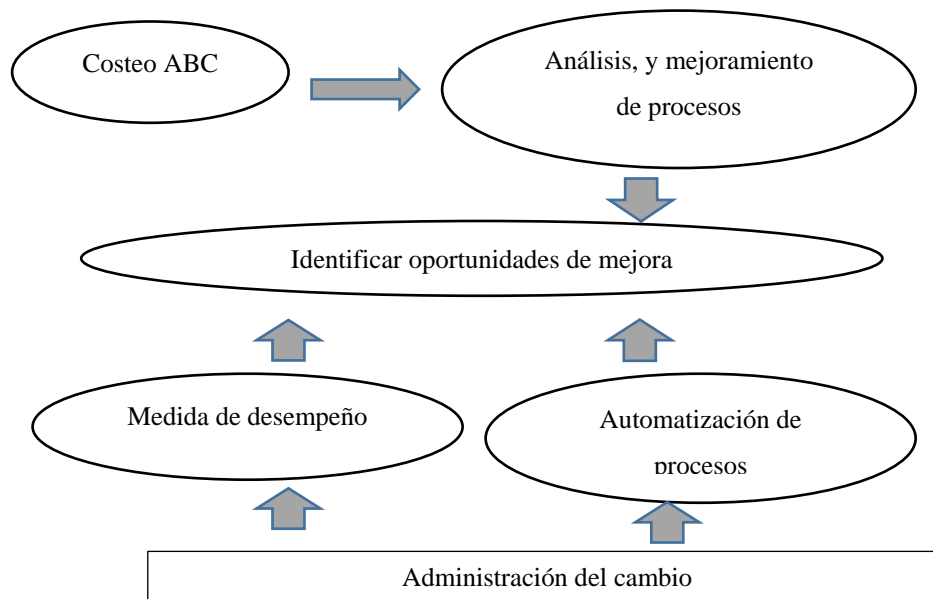 Costeo ABC
Análisis, y mejoramiento
de procesos
Identificar oportunidades de mejora
Medida de desempeño
Automatización de
procesos
Administración del cambio